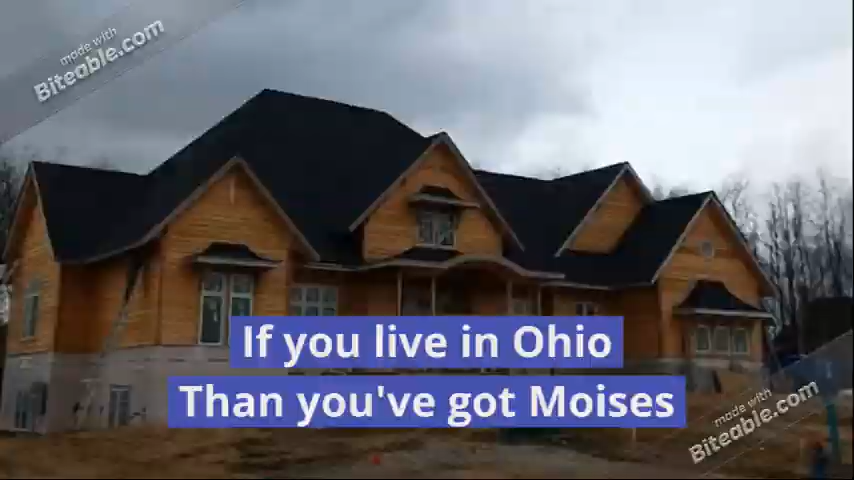 made with
Biteable.com
If you live in Ohio
Than you've got Moises
made with
Biteable.com